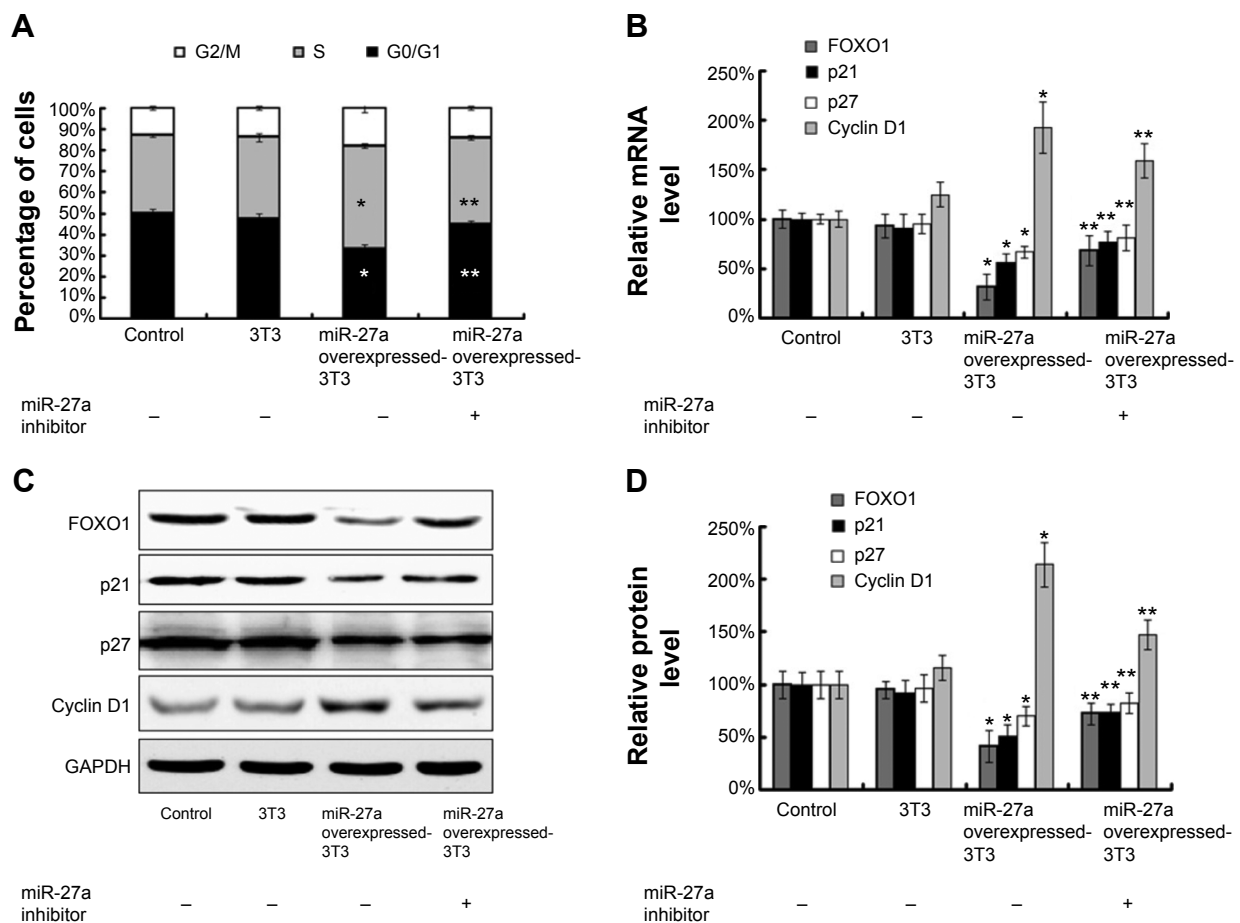 A
G2/M
S
G0/G1
Percentage of cells
100%
90%
80%
70%
60%
50%
40%
30%
20%
10%
0%
*
*
**
**
Control
3T3
miR-27a
overexpressed-
3T3
miR-27a
overexpressed-
3T3
miR-27a
inhibitor
–
–
–
+
B
FOXO1
p21
p27
Cyclin D1
Relative mRNA
level
250%
200%
150%
100%
50%
0%
*
*
*
*
**
**
**
**
Control
3T3
miR-27a
overexpressed-
3T3
miR-27a
overexpressed-
3T3
miR-27a
inhibitor
–
–
–
+
C
FOXO1
p21
p27
Cyclin D1
GAPDH
Control
3T3
miR-27a
overexpressed-
3T3
miR-27a
overexpressed-
3T3
miR-27a
inhibitor
–
–
–
+
D
FOXO1
p21
p27
Cyclin D1
Relative protein
level
250%
200%
150%
100%
50%
0%
*
*
*
*
**
**
**
**
Control
3T3
miR-27a
overexpressed-
3T3
miR-27a
overexpressed-
3T3
miR-27a
inhibitor
–
–
–
+